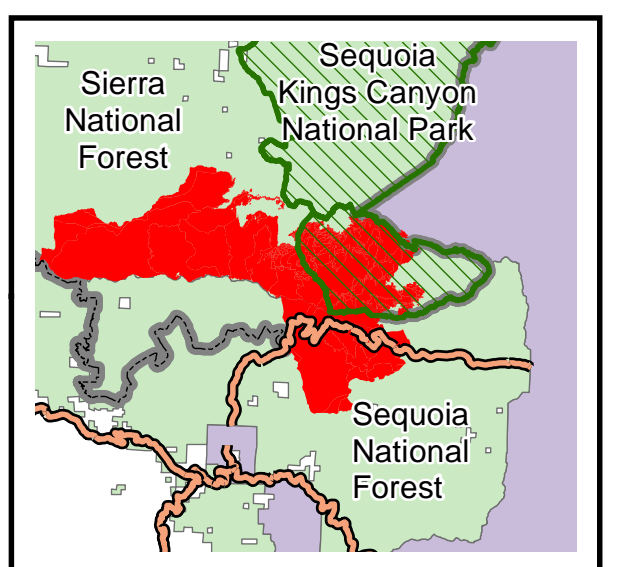 Sequoia
Kings Canyon
National Park
Sierra
National
Forest
Sequoia
National
Forest